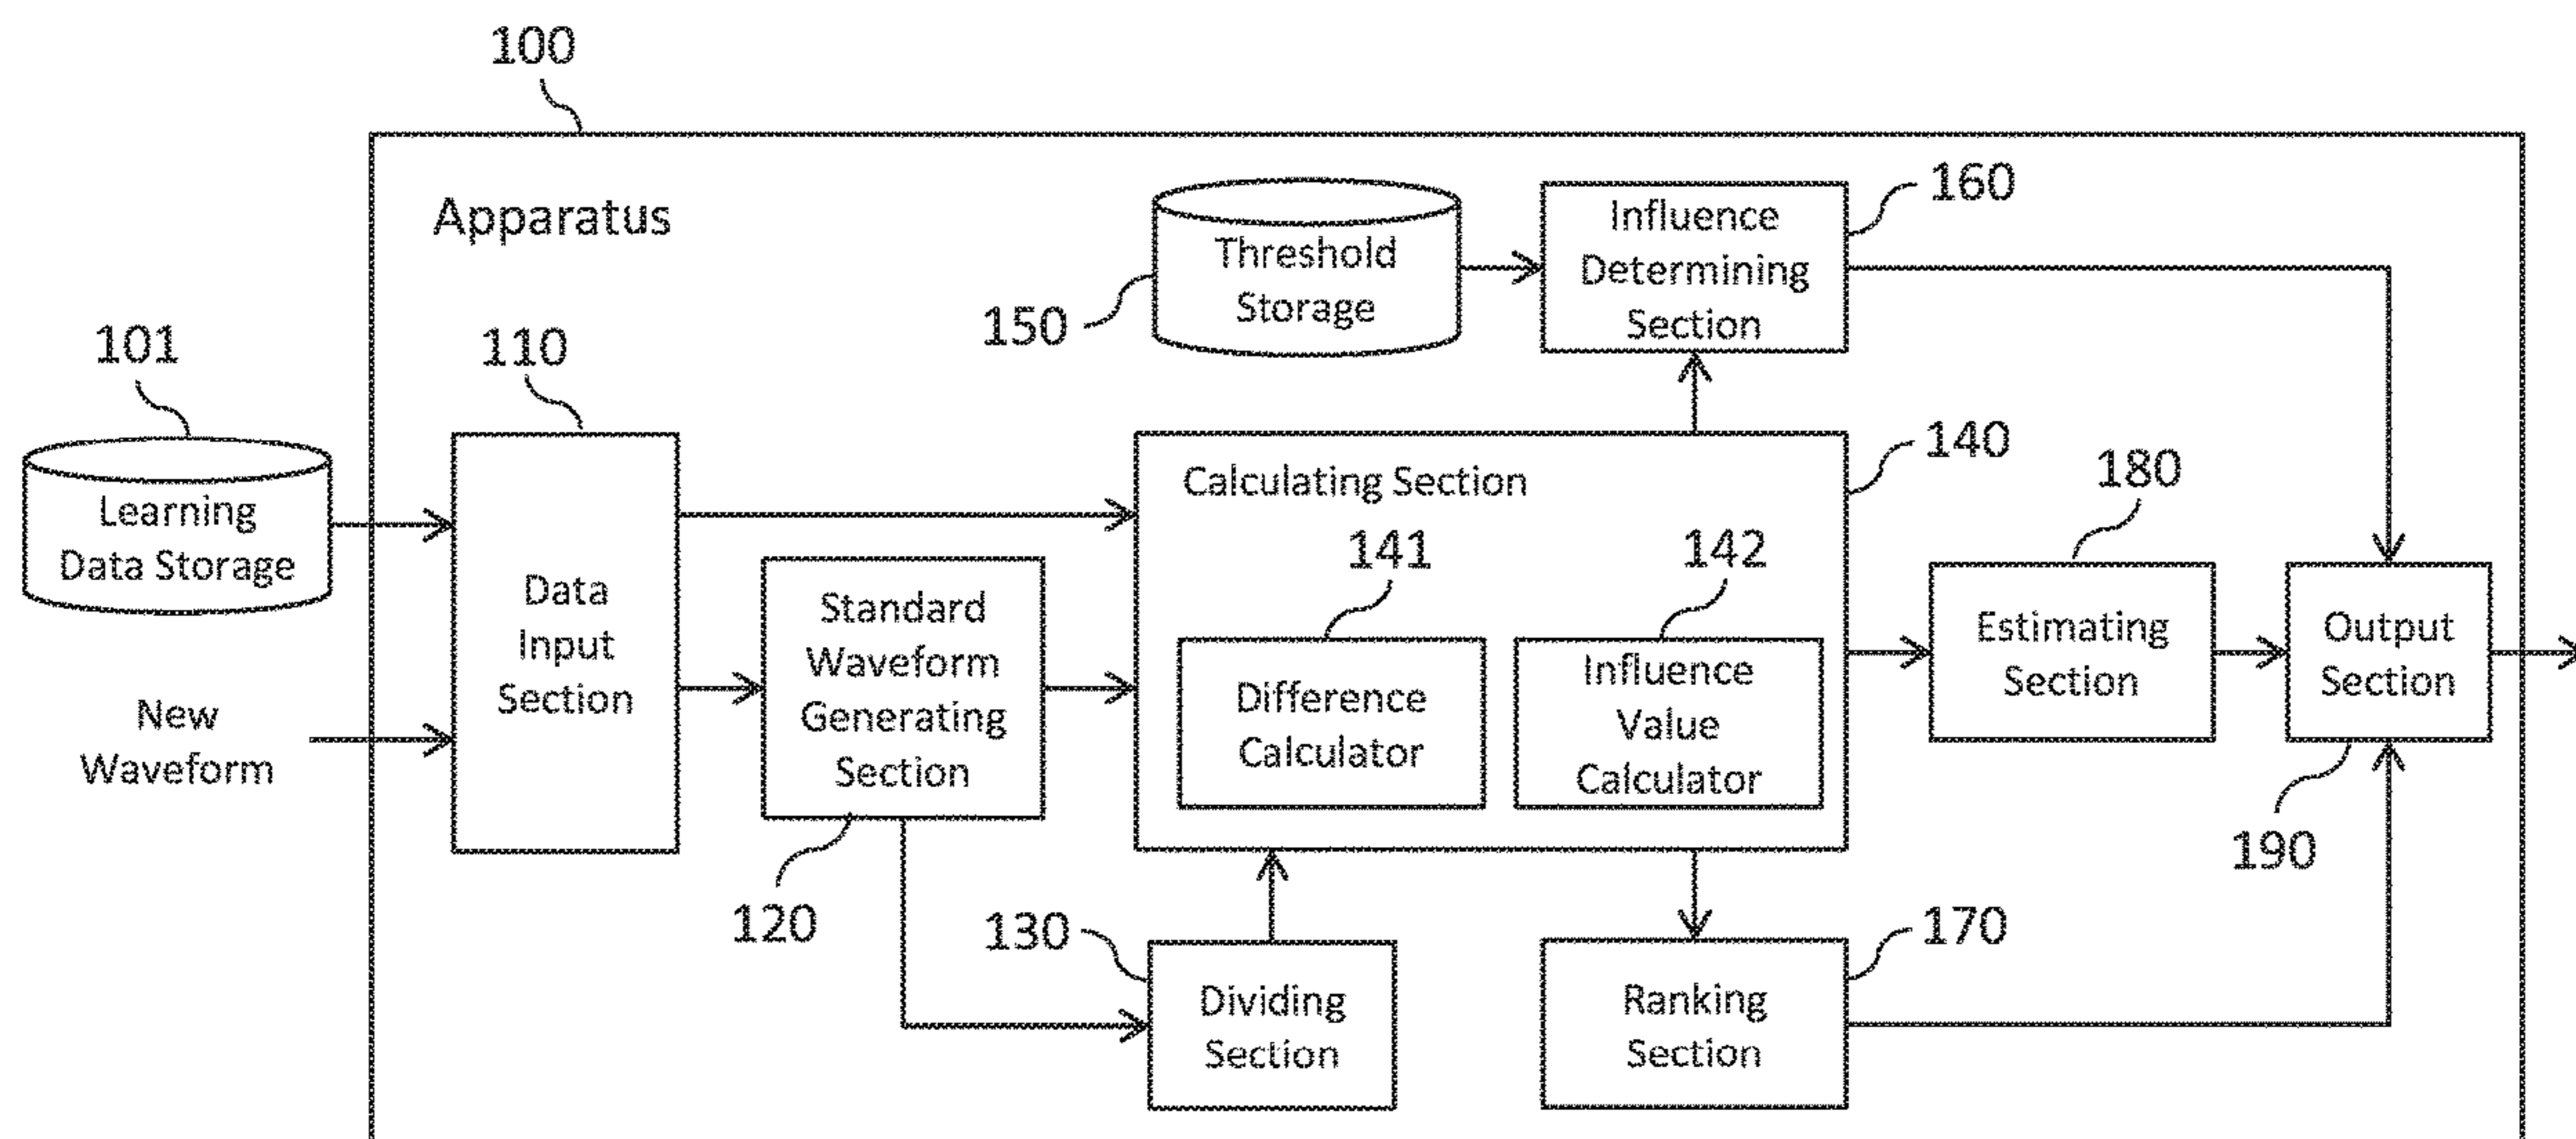 100
Apparatus
160
Threshold
Storage
150
Influence
Determining
Section
101
110
Learning
Data Storage
New
Waveform
Data
Input
Section
Standard
Waveform
Generating
Section
120
Calculating Section
140
141
142
Difference
Calculator
Influence
Value
Calculator
180
Estimating
Section
Output
Section
190
130
Dividing
Section
170
Ranking
Section